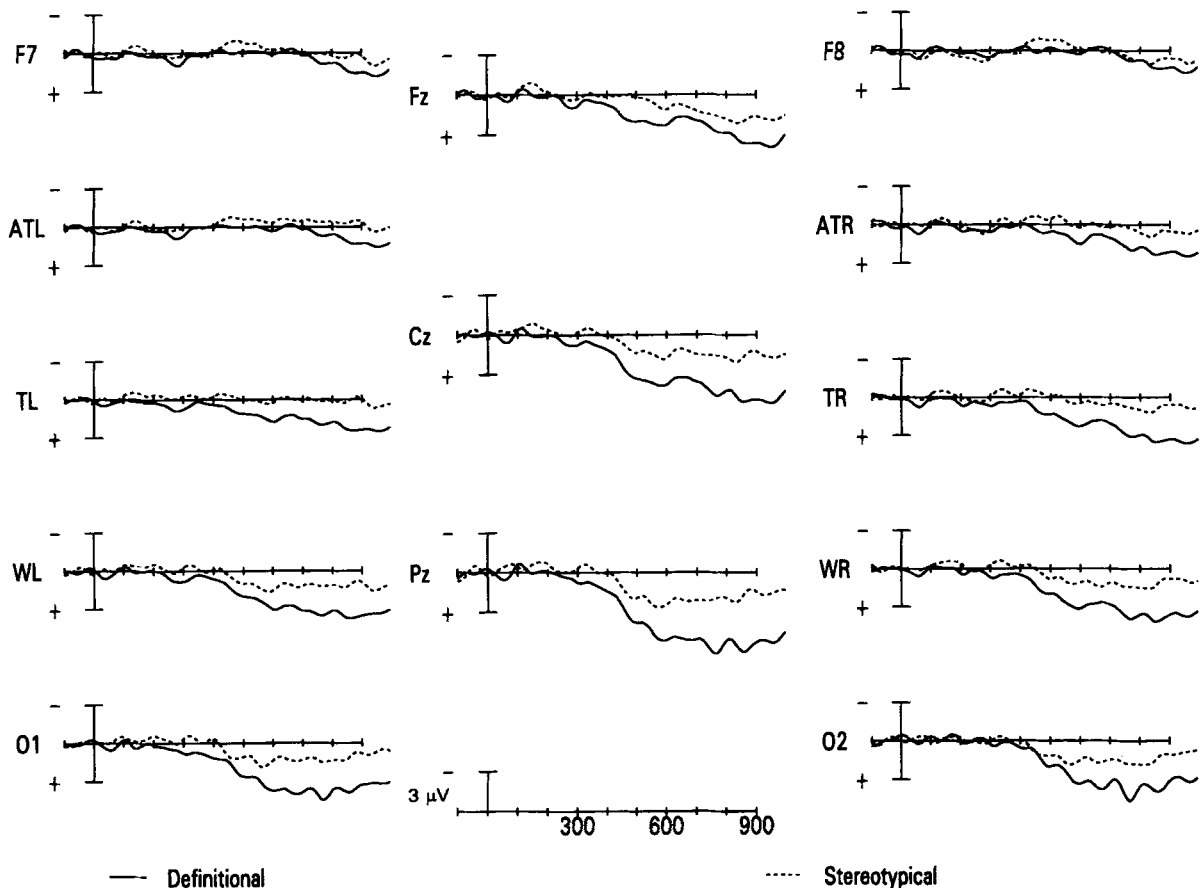 − F7 +
− Fz +
− F8 +
− ATL +
− ATR +
− Cz +
− TL +
− TR +
− WL +
− Pz +
− WR +
− O1 +
− O2 +
− 3 μV
300 600 900
Definitional
Stereotypical